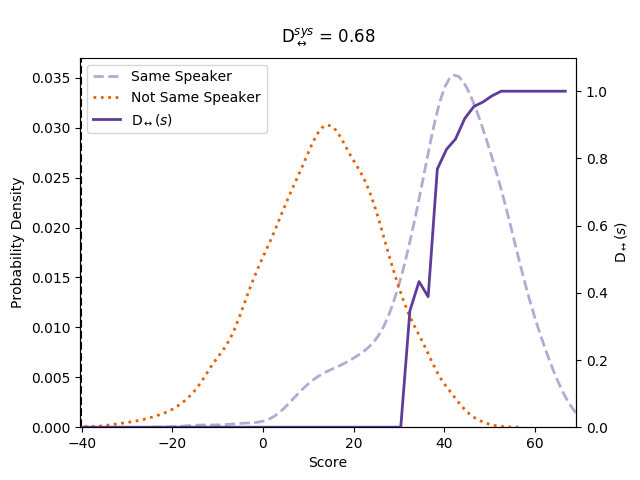 D↔^sys = 0.68
Same Speaker
Not Same Speaker
D↔(s)
Probability Density
0.035
0.030
0.025
0.020
0.015
0.010
0.005
0.000
1.0
0.8
0.6
0.4
0.2
0.0
D↔(s)
−40
−20
0
20
40
60
Score